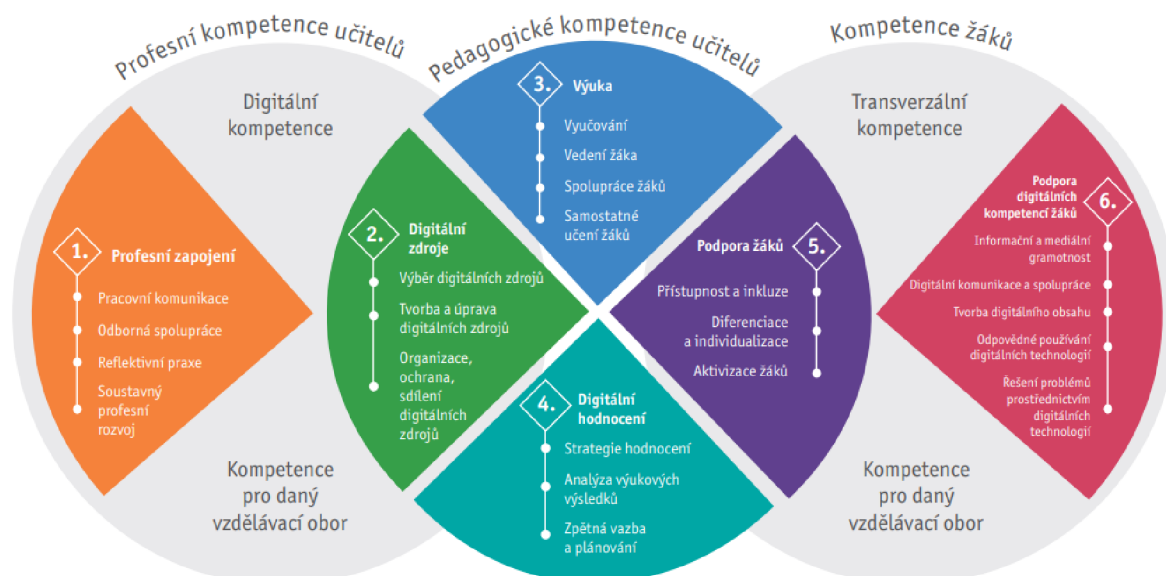 Profesní kompetence učitelů
Pedagogické kompetence učitelů
Kompetence žáků
Digitální
kompetence
Transverzální
kompetence
1.
Profesní zapojení
Pracovní komunikace
Odborná spolupráce
Reflektivní praxe
Soustavný
profesní
rozvoj
2.
Digitální
zdroje
Výběr digitálních zdrojů
Tvorba a úprava
digitálních zdrojů
Organizace,
ochrana,
sdílení
digitálních
zdrojů
3.
Výuka
Vyučování
Vedení žáka
Spolupráce žáků
Samostatné
učení žáků
4.
Digitální
hodnocení
Strategie hodnocení
Analýza výukových
výsledků
Zpětná vazba
a plánování
Podpora žáků
5.
Přístupnost a inkluze
Diferenciace
a individualizace
Aktivizace žáků
Podpora
digitálních
kompetencí žáků
6.
Informační a mediální
gramotnost
Digitální komunikace a spolupráce
Tvorba digitálního obsahu
Odpovědné používání
digitálních technologií
Řešení problémů
prostřednictvím
digitálních
technologií
Kompetence
pro daný
vzdělávací obor
Kompetence
pro daný
vzdělávací obor